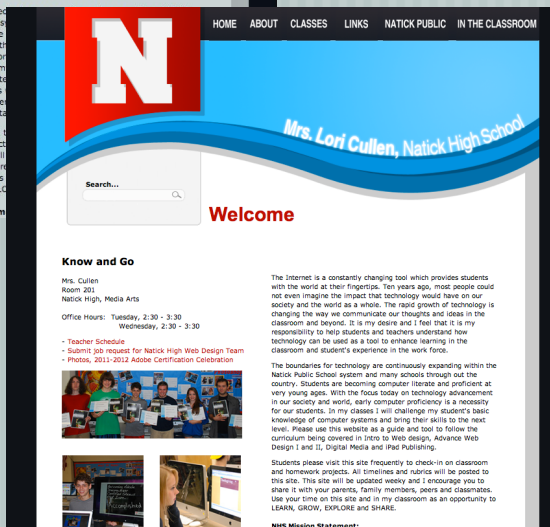 N
HOME ABOUT CLASSES LINKS NATICK PUBLIC IN THE CLASSROOM
Mrs. Lori Cullen, Natick High School
Search...
Welcome
Know and Go
Mrs. Cullen
Room 201
Natick High, Media Arts
Office Hours: Tuesday, 2:30 - 3:30
Wednesday, 2:30 - 3:30
- Teacher Schedule
- Submit job request for Natick High Web Design Team
- Photos, 2011-2012 Adobe Certification Celebration
The Internet is a constantly changing tool which provides students
with the world at their fingertips. Ten years ago, most people could
not even imagine the impact that technology would have on our
society and the world as a whole. The rapid growth of technology is
changing the way we communicate our thoughts and ideas in the
classroom and beyond. It is my desire and I feel that it is my
responsibility to help students and teachers understand how
technology can be used as a tool to enhance learning in the
classroom and student's experience in the work force.
The boundaries for technology are continuously expanding within the
Natick Public School system and many schools through out the
country. Students are becoming computer literate and proficient at
very young ages. With the focus today on technology advancement
in our society and world, early computer proficiency is a necessity
for our students. In my classes I will challenge my student's basic
knowledge of computer systems and bring their skills to the next
level. Please use this website as a guide and tool to follow the
curriculum being covered in Intro to Web design, Advance Web
Design I and II, Digital Media and iPad Publishing.
Students please visit this site frequently to check-in on classroom
and homework projects. All timelines and rubrics will be posted to
this site. This site will be updated weekly and I encourage you to
share it with your parents, family members, peers and classmates.
Use your time on this site and in my classroom as an opportunity to
LEARN, GROW, EXPLORE and SHARE.
NHS Mission Statement: